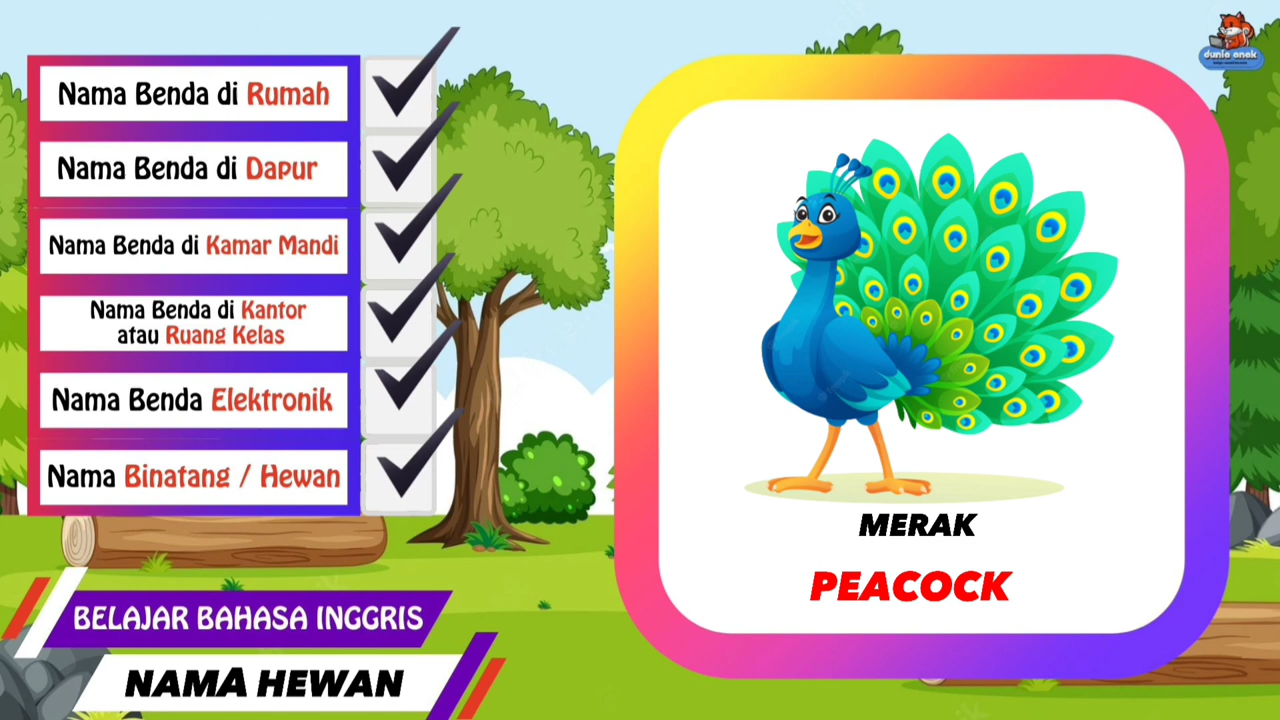 Nama Benda di Rumah
Nama Benda di Dapur
Nama Benda di Kamar Mandi
Nama Benda di Kantor
atau Ruang Kelas
Nama Benda Elektronik
Nama Binatang / Hewan
BELAJAR BAHASA INGGRIS
NAMA HEWAN
dunia anak
MERAK
PEACOCK